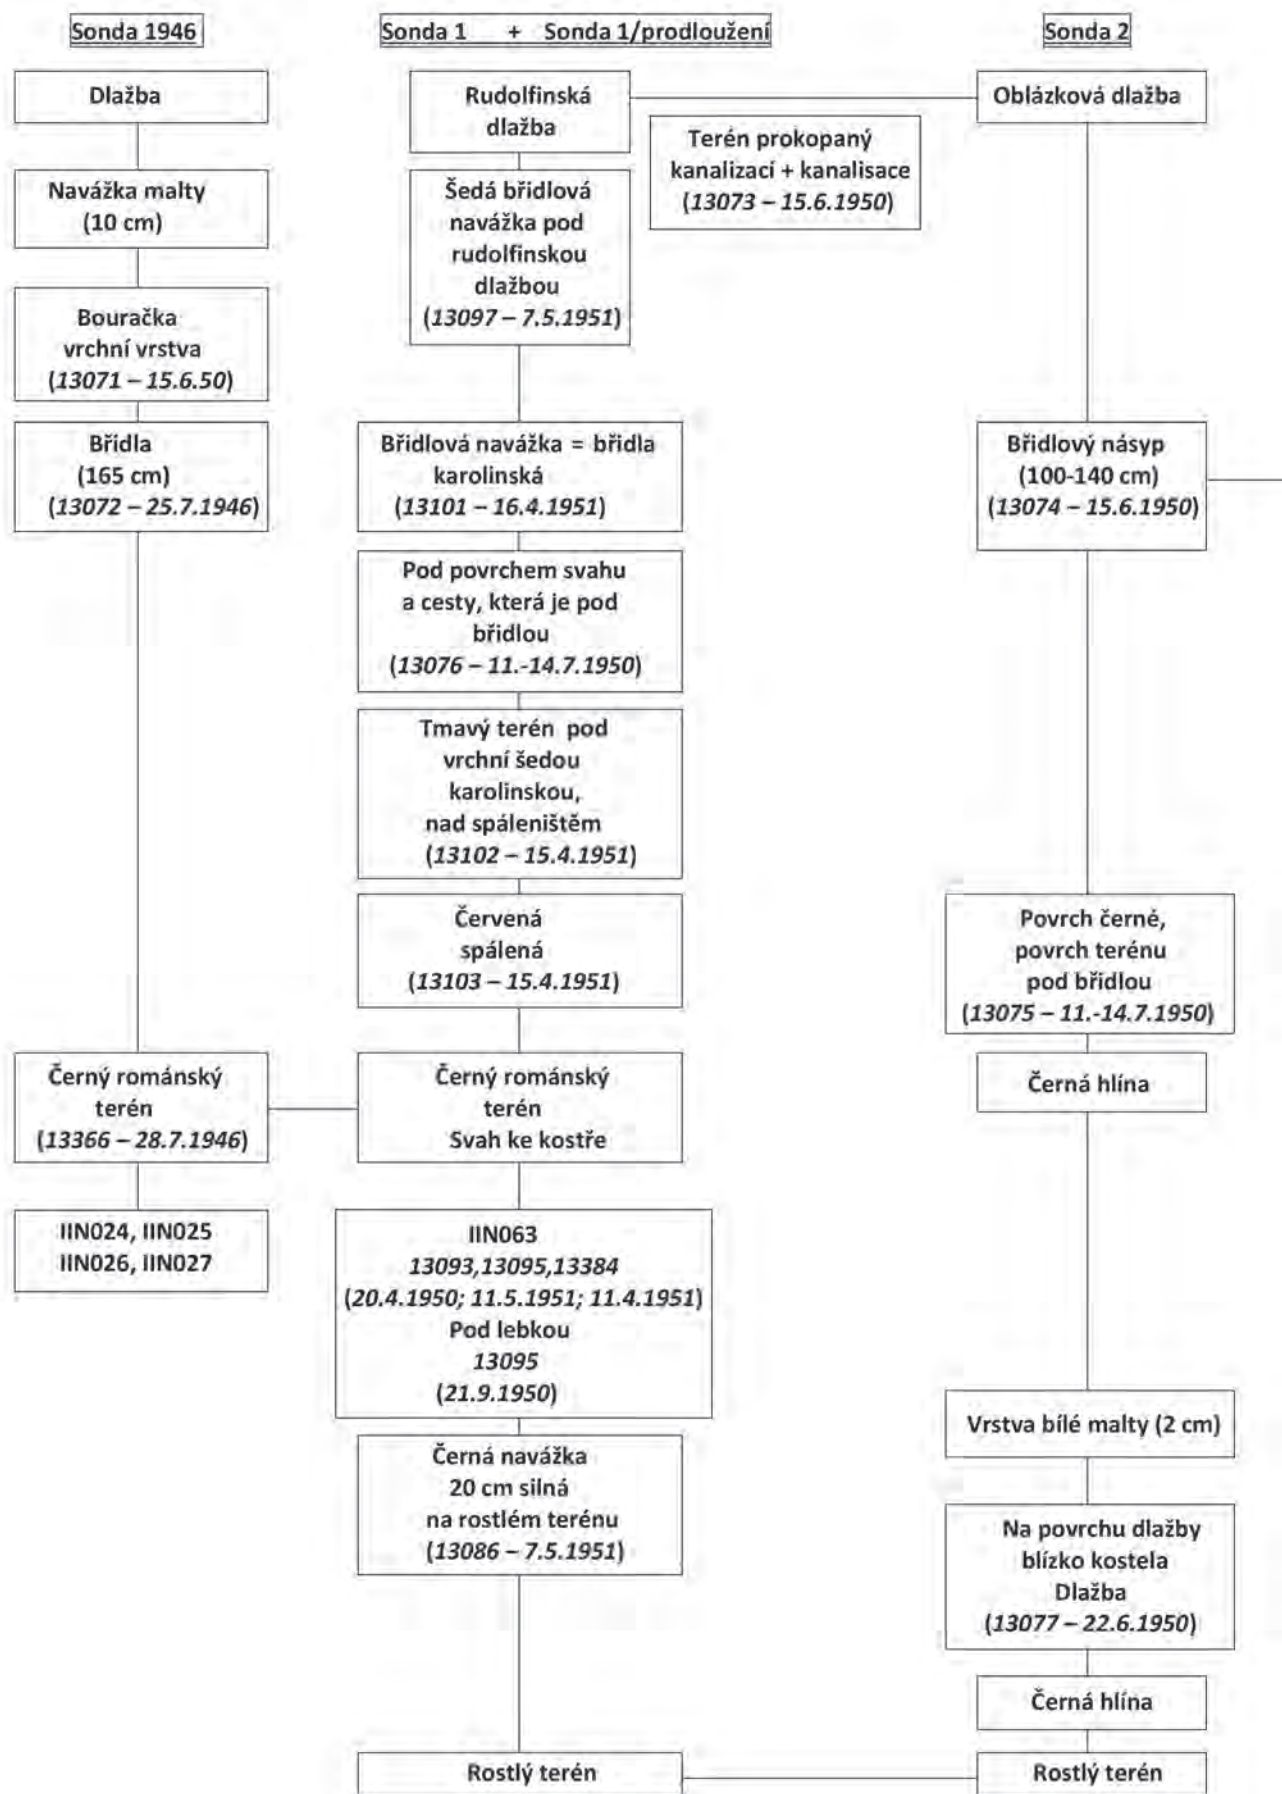 Sonda 1946
Dlažba
Navážka malty
(10 cm)
Bouračka
vrchní vrstva
(13071 – 15.6.50)
Břidla
(165 cm)
(13072 – 25.7.1946)
Černý románský
terén
(13366 – 28.7.1946)
IIN024, IIN025
IIN026, IIN027
Sonda 1 + Sonda 1/prodloužení
Rudolfinská
dlažba
Terén prokopaný
kanalizací + kanalisace
(13073 – 15.6.1950)
Šedá břidlová
navážka pod
rudolfinskou
dlažbou
(13097 – 7.5.1951)
Břidlová navážka = břidla
karolinská
(13101 – 16.4.1951)
Pod povrchem svahu
a cesty, která je pod
břidlou
(13076 – 11.-14.7.1950)
Tmavý terén pod
vrchní šedou
karolinskou,
nad spáleništěm
(13102 – 15.4.1951)
Červená
spálená
(13103 – 15.4.1951)
Černý románský
terén
Svah ke kostře
IIN063
13093,13095,13384
(20.4.1950; 11.5.1951; 11.4.1951)
Pod lebkou
13095
(21.9.1950)
Černá navážka
20 cm silná
na rostlém terénu
(13086 – 7.5.1951)
Rostlý terén
Sonda 2
Oblázková dlažba
Břidlový násyp
(100-140 cm)
(13074 – 15.6.1950)
Povrch černé,
povrch terénu
pod břidlou
(13075 – 11.-14.7.1950)
Černá hlína
Vrstva bílé malty (2 cm)
Na povrchu dlažby
blízko kostela
Dlažba
(13077 – 22.6.1950)
Černá hlína
Rostlý terén